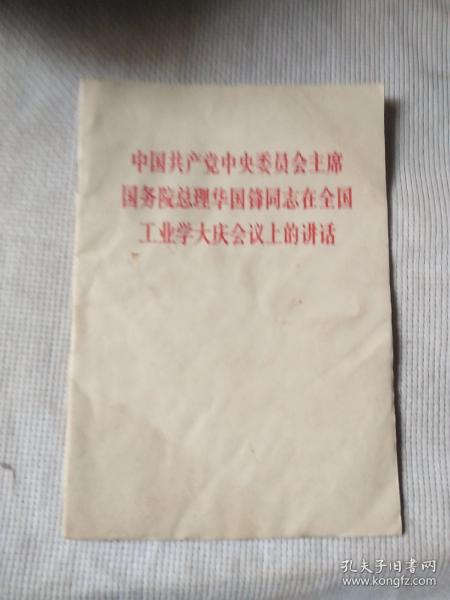 中国共产党中央委员会主席
国务院总理华国锋同志在全国
工业学大庆会议上的讲话
孔夫子旧书网
www.kongfz.com